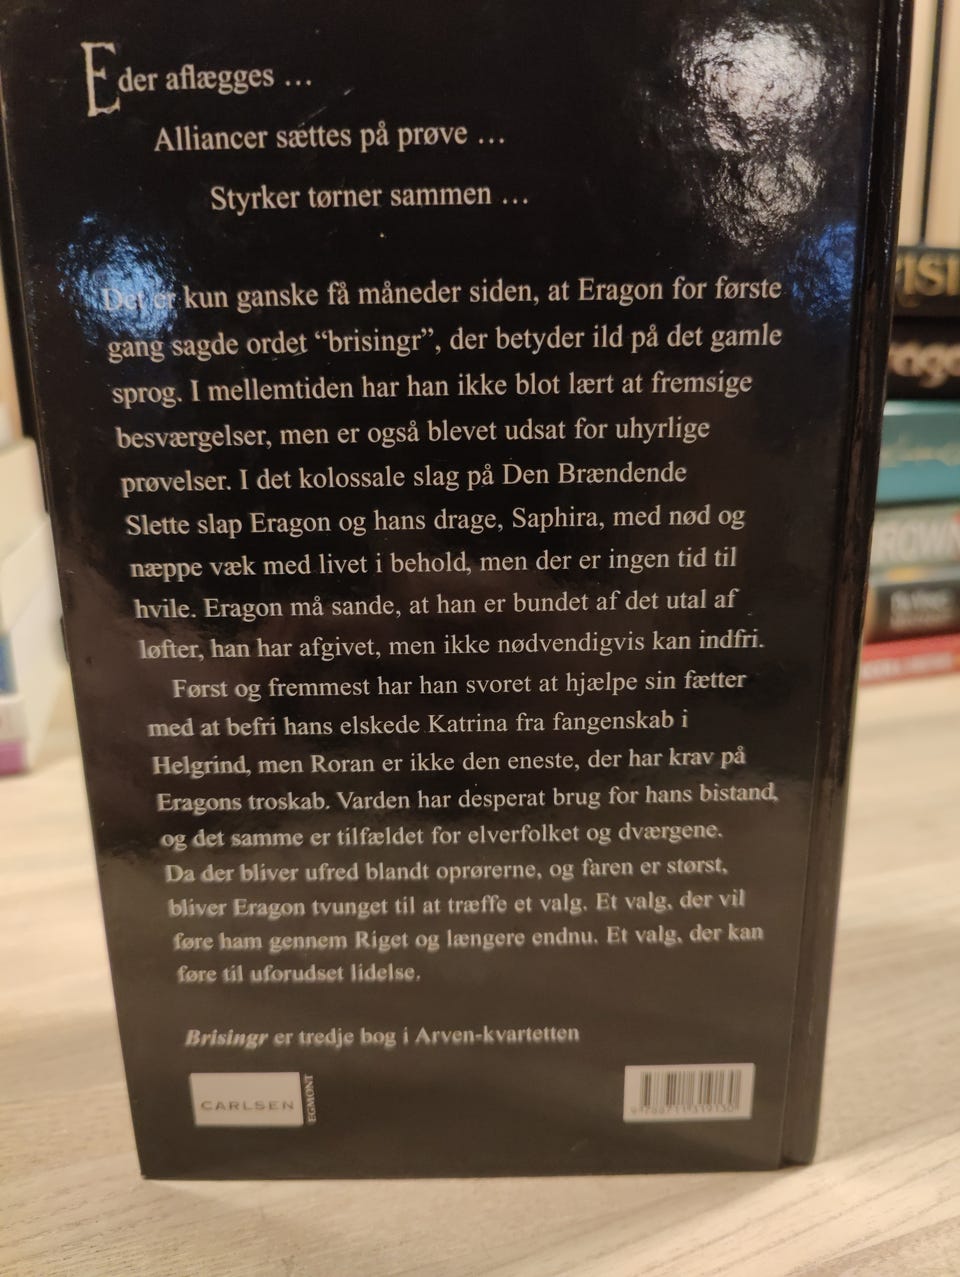 Eder aflægges …
Alliancer sættes på prøve …
Styrker tørner sammen …
Det er kun ganske få måneder siden, at Eragon for første
gang sagde ordet “brisingr”, der betyder ild på det gamle
sprog. I mellemtiden har han ikke blot lært at fremsige
besværgelser, men er også blevet udsat for uhyrlige
prøvelser. I det kolossale slag på Den Brændende
Slette slap Eragon og hans drage, Saphira, med nød og
næppe væk med livet i behold, men der er ingen tid til
hvile. Eragon må sande, at han er bundet af det utal af
løfter, han har afgivet, men ikke nødvendigvis kan indfri.
Først og fremmest har han svoret at hjælpe sin fætter
med at befri hans elskede Katrina fra fangenskab i
Helgrind, men Roran er ikke den eneste, der har krav på
Eragons troskab. Varden har desperat brug for hans bistand,
og det samme er tilfældet for elverfolket og dværgene.
Da der bliver ufred blandt oprørerne, og faren er størst,
bliver Eragon tvunget til at træffe et valg. Et valg, der vil
føre ham gennem Riget og længere endnu. Et valg, der kan
føre til uforudset lidelse.
Brisingr er tredje bog i Arven-kvartetten
CARLSEN
EGMONT
9788711319130
ISI
ROWN